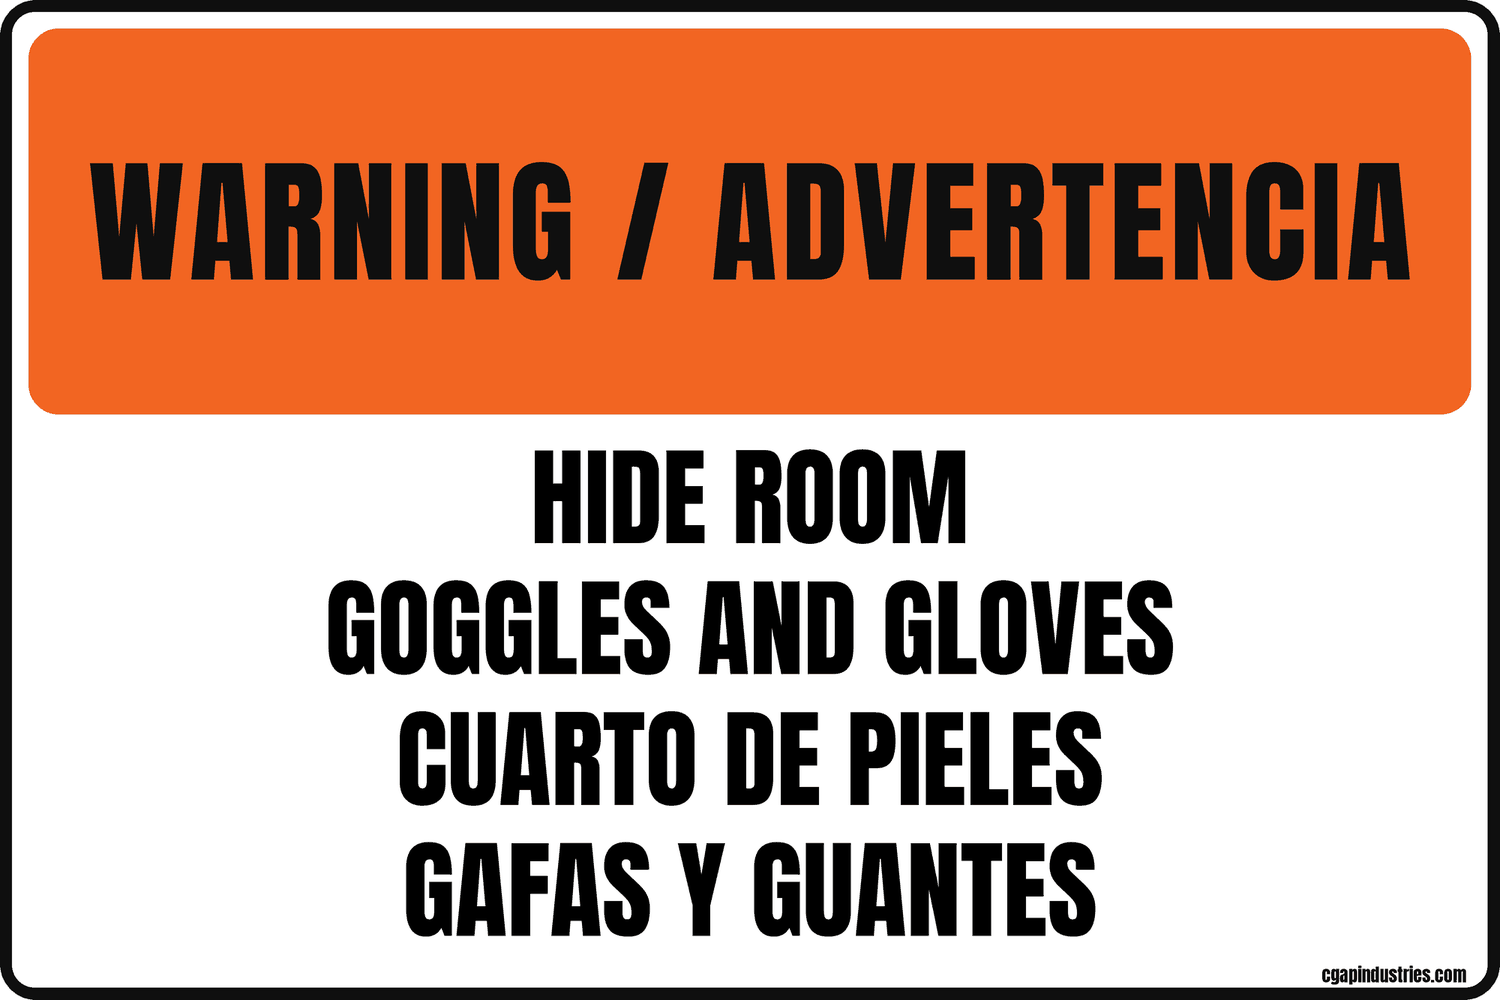 WARNING / ADVERTENCIA
HIDE ROOM
GOGGLES AND GLOVES
CUARTO DE PIELES
GAFAS Y GUANTES
cgapindustries.com